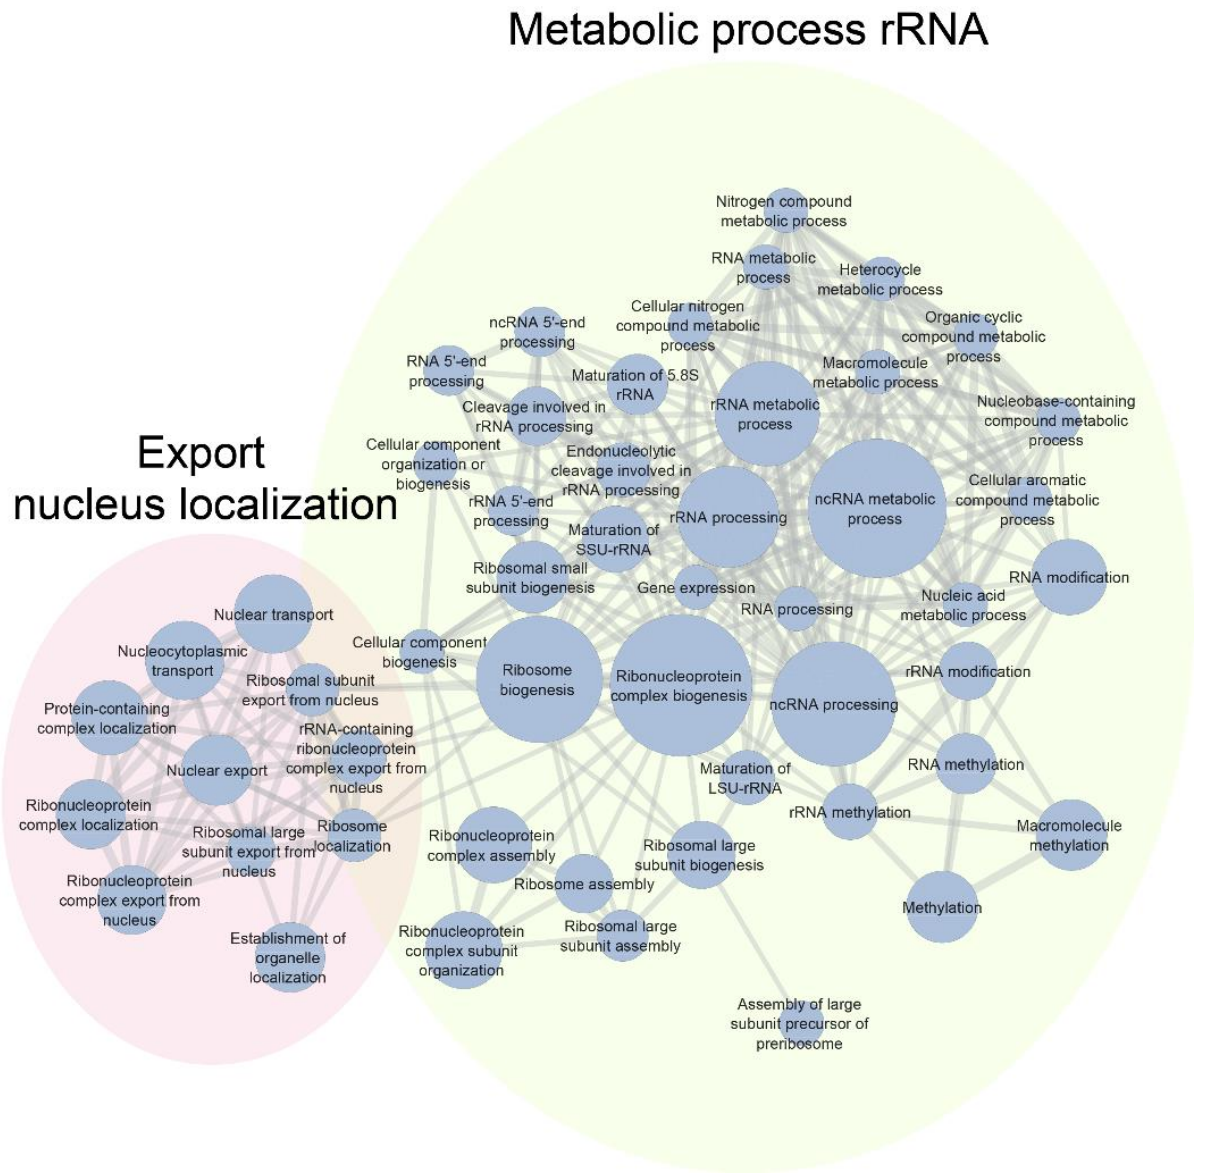 Metabolic process rRNA
Nitrogen compound
metabolic process
RNA metabolic
process
Heterocycle
metabolic process
Cellular nitrogen
compound metabolic
process
Organic cyclic
compound metabolic
process
ncRNA 5'-end
processing
RNA 5'-end
processing
Maturation of 5.8S
rRNA
Macromolecule
metabolic process
rRNA metabolic
process
Nucleobase-containing
compound metabolic
process
Cleavage involved in
rRNA processing
Cellular component
organization or
biogenesis
Endonucleolytic
cleavage involved in
rRNA processing
ncRNA metabolic
process
Cellular aromatic
compound metabolic
process
rRNA 5'-end
processing
rRNA processing
Maturation of
SSU-rRNA
Ribosomal small
subunit biogenesis
Gene expression
RNA processing
Nucleic acid
metabolic process
RNA modification
Cellular component
biogenesis
Ribosome
biogenesis
Ribonucleoprotein
complex biogenesis
ncRNA processing
rRNA modification
Maturation of
LSU-rRNA
RNA methylation
rRNA methylation
Macromolecule
methylation
Ribonucleoprotein
complex assembly
Ribosomal large
subunit biogenesis
Ribosome assembly
Methylation
Ribonucleoprotein
complex subunit
organization
Ribosomal large
subunit assembly
Assembly of large
subunit precursor of
preribosome
Export
nucleus localization
Nuclear transport
Nucleocytoplasmic
transport
Ribosomal subunit
export from nucleus
Protein-containing
complex localization
rRNA-containing
ribonucleoprotein
complex export from
nucleus
Nuclear export
Ribonucleoprotein
complex localization
Ribosomal large
subunit export from
nucleus
Ribosome
localization
Ribonucleoprotein
complex export from
nucleus
Establishment of
organelle
localization